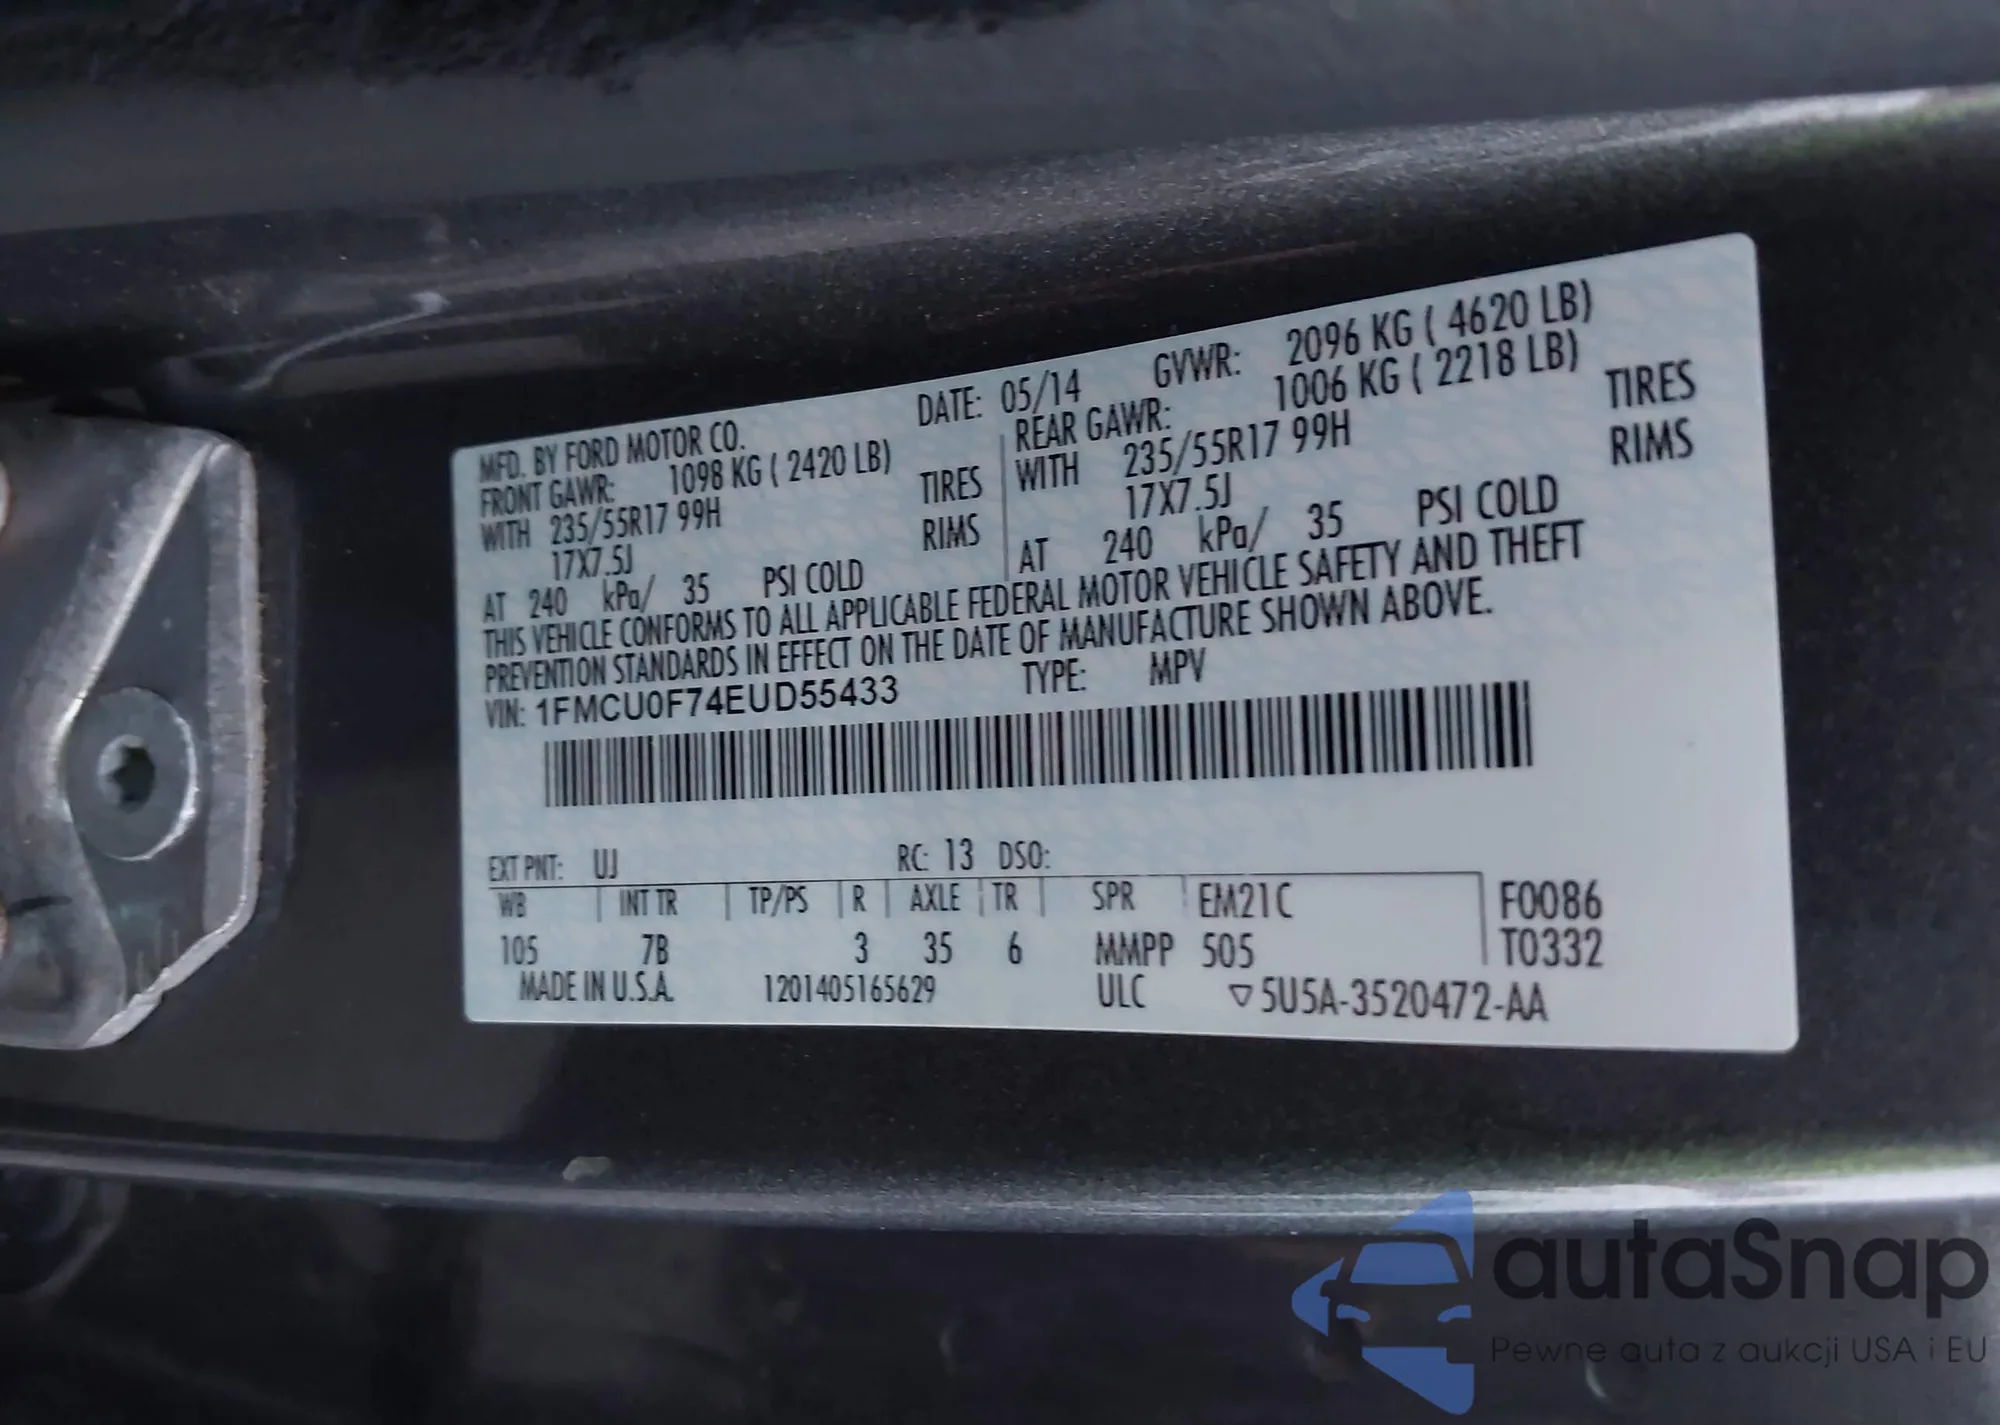 MFD. BY FORD MOTOR CO. DATE: 05/14 GVWR: 2096 KG ( 4620 LB)
FRONT GAWR: 1098 KG ( 2420 LB) REAR GAWR: 1006 KG ( 2218 LB)
WITH 235/55R17 99H TIRES WITH 235/55R17 99H TIRES
17X7.5J RIMS 17X7.5J RIMS
AT 240 kPa/ 35 PSI COLD AT 240 kPa/ 35 PSI COLD
THIS VEHICLE CONFORMS TO ALL APPLICABLE FEDERAL MOTOR VEHICLE SAFETY AND THEFT
PREVENTION STANDARDS IN EFFECT ON THE DATE OF MANUFACTURE SHOWN ABOVE.
VIN: 1FMCU0F74EUD55433 TYPE: MPV
EXT PNT: UJ RC: 13 DSO:
WB INT TR TP/PS R AXLE TR SPR EM21C F0086
105 7B 3 35 6 MMPP 505 T0332
MADE IN U.S.A. 1201405165629 ULC ▽5U5A-3520472-AA
autaSnap
Pewne auta z aukcji USA i EU